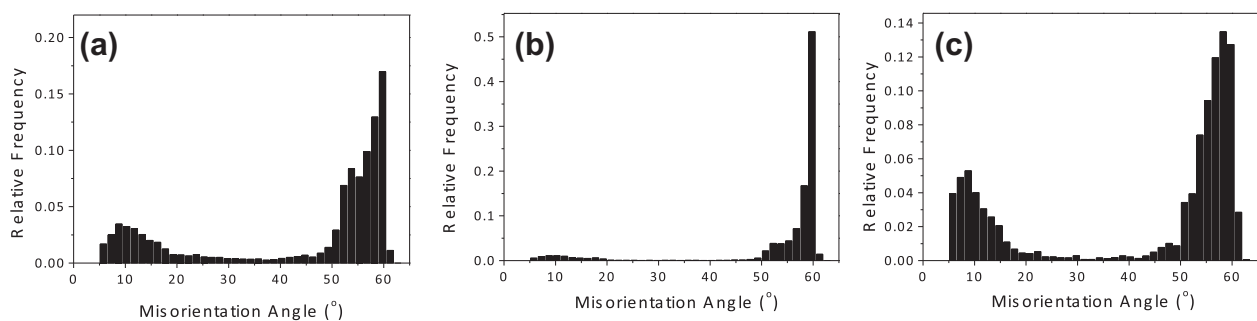 (a)
Relative Frequency
0.20
0.15
0.10
0.05
0.00
0 10 20 30 40 50 60
Misorientation Angle (°)
(b)
Relative Frequency
0.5
0.4
0.3
0.2
0.1
0.0
0 10 20 30 40 50 60
Misorientation Angle (°)
(c)
Relative Frequency
0.14
0.12
0.10
0.08
0.06
0.04
0.02
0.00
0 10 20 30 40 50 60
Misorientation Angle (°)